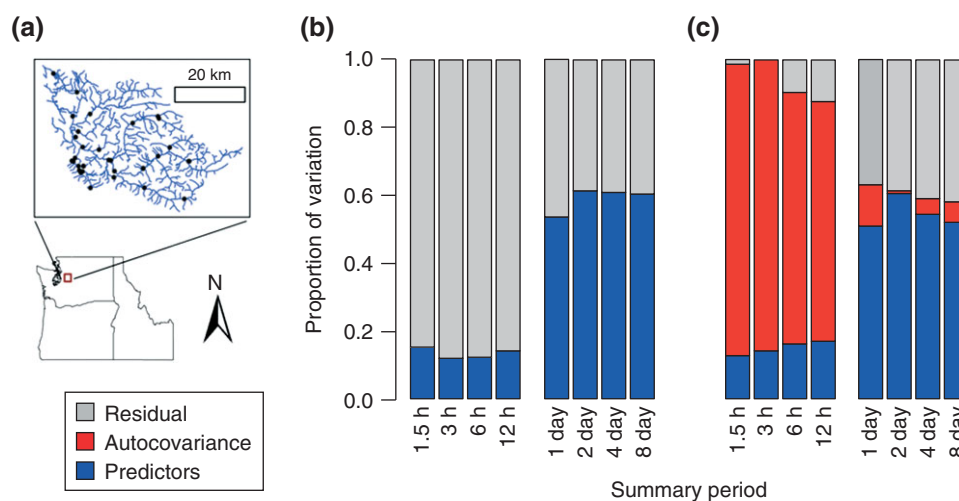 (a)
20 km
N
Residual
Autocovariance
Predictors
(b)
Proportion of variation
1.0
0.8
0.6
0.4
0.2
0.0
1.5 h
3 h
6 h
12 h
1 day
2 day
4 day
8 day
(c)
1.5 h
3 h
6 h
12 h
1 day
2 day
4 day
8 day
Summary period